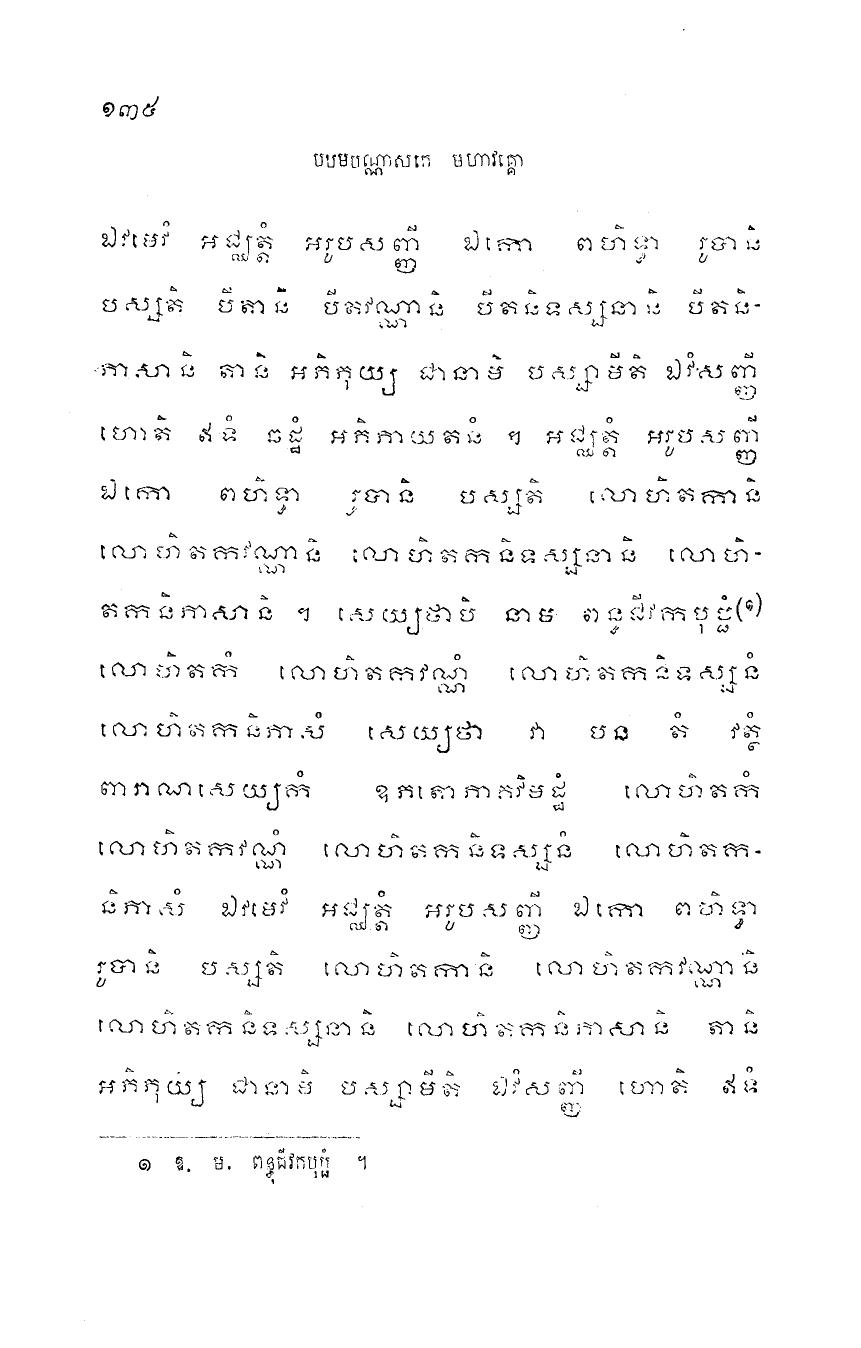 ១៣៥
បឋមបណ្ណាសកេ មហាវគ្គោ
ឯវមេវំ អជ្ឈត្តំ អរូបសញ្ញី ឯកោ ពហិទ្ធា រូបានិ
បស្សតិ បីតានិ បីតវណ្ណានិ បីតនិទស្សនានិ បីតនិ-
ភាសានិ តានិ អភិភុយ្យ ជានាមិ បស្សាមីតិ ឯវំសញ្ញី
ហោតិ ឥទំ ឆដ្ឋំ អភិភាយតនំ ។ អជ្ឈត្តំ អរូបសញ្ញី
ឯកោ ពហិទ្ធា រូបានិ បស្សតិ លោហិតកានិ
លោហិតកវណ្ណានិ លោហិតកនិទស្សនានិ លោហិ-
តកនិភាសានិ ។ សេយ្យថាបិ នាម ពន្ធូជីវកបុប្ផំ(១)
លោហិតកំ លោហិតកវណ្ណំ លោហិតកនិទស្សនំ
លោហិតកនិភាសំ សេយ្យថា វា បន តំ វត្ថំ
ពារាណសេយ្យកំ ឧភតោភាគវិមដ្ឋំ លោហិតកំ
លោហិតកវណ្ណំ លោហិតកនិទស្សនំ លោហិតក-
និភាសំ ឯវមេវំ អជ្ឈត្តំ អរូបសញ្ញី ឯកោ ពហិទ្ធា
រូបានិ បស្សតិ លោហិតកានិ លោហិតកវណ្ណានិ
លោហិតកនិទស្សនានិ លោហិតកនិភាសានិ តានិ
អភិភុយ្យ ជានាមិ បស្សាមីតិ ឯវំសញ្ញី ហោតិ ឥទំ
១ ឱ. ម. ពន្ធុជីវកបុប្ផំ ។